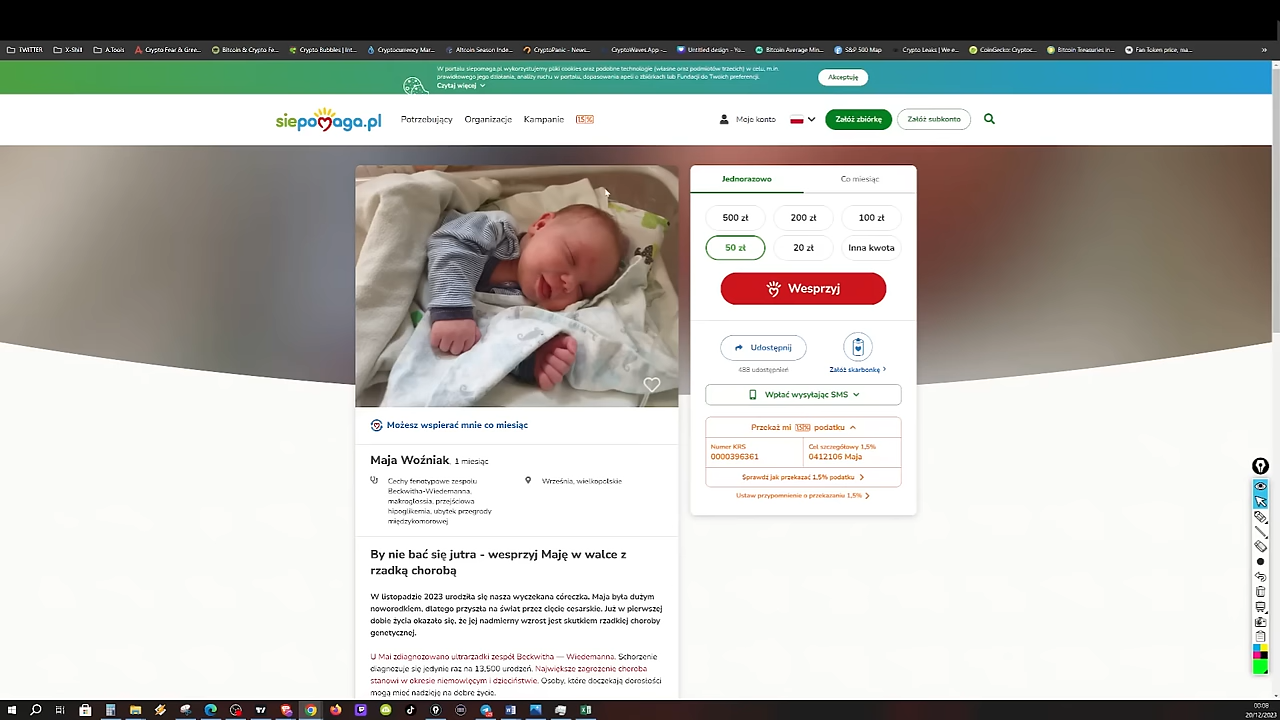 TWITTER X-Shill A.Tools Crypto Fear & Gree... Bitcoin & Crypto Fe... Crypto Bubbles | Int... Cryptocurrency Mar... Altcoin Season Inde... CryptoPanic - News... CryptoWaves.App -... Untitled design - Yo... Bitcoin Average Min... S&P 500 Map Crypto Leaks | We e... CoinGecko: Cryptoc... Bitcoin Treasuries in... Fan Token price, ma... »
W portalu siepomaga.pl wykorzystujemy pliki cookies oraz podobne technologie (własne oraz podmiotów trzecich) w celu, m.in.
prawidłowego jego działania, analizy ruchu w portalu, dopasowania apeli o zbiórkach lub Fundacji do Twoich preferencji.
Czytaj więcej
Akceptuję
siepomaga.pl Potrzebujący Organizacje Kampanie 1,5% Moje konto Załóż zbiórkę Załóż subkonto
Jednorazowo Co miesiąc
500 zł 200 zł 100 zł
50 zł 20 zł Inna kwota
Wesprzyj
Udostępnij
488 udostępnień Załóż skarbonkę
Wpłać wysyłając SMS
Przekaż mi 1,5% podatku
Numer KRS Cel szczegółowy 1,5%
0000396361 0412106 Maja
Sprawdź jak przekazać 1,5% podatku
Ustaw przypomnienie o przekazaniu 1,5%
Możesz wspierać mnie co miesiąc
Maja Woźniak, 1 miesiąc
Cechy fenotypowe zespołu
Beckwitha-Wiedemanna,
makroglossia, przejściowa
hipoglikemia, ubytek przegrody
międzykomorowej
Września, wielkopolskie
By nie bać się jutra - wesprzyj Maję w walce z
rzadką chorobą
W listopadzie 2023 urodziła się nasza wyczekana córeczka. Maja była dużym
noworodkiem, dlatego przyszła na świat przez cięcie cesarskie. Już w pierwszej
dobie życia okazało się, że jej nadmierny wzrost jest skutkiem rzadkiej choroby
genetycznej.
U Mai zdiagnozowano ultrarzadki zespół Beckwitha — Wiedemanna. Schorzenie
diagnozuje się jedynie raz na 13,500 urodzeń. Największe zagrożenie choroba
stanowi w okresie niemowlęcym i dzieciństwie. Osoby, które doczekają dorosłości
mogą mieć nadzieję na dobre życie.
00:08
20/12/2023